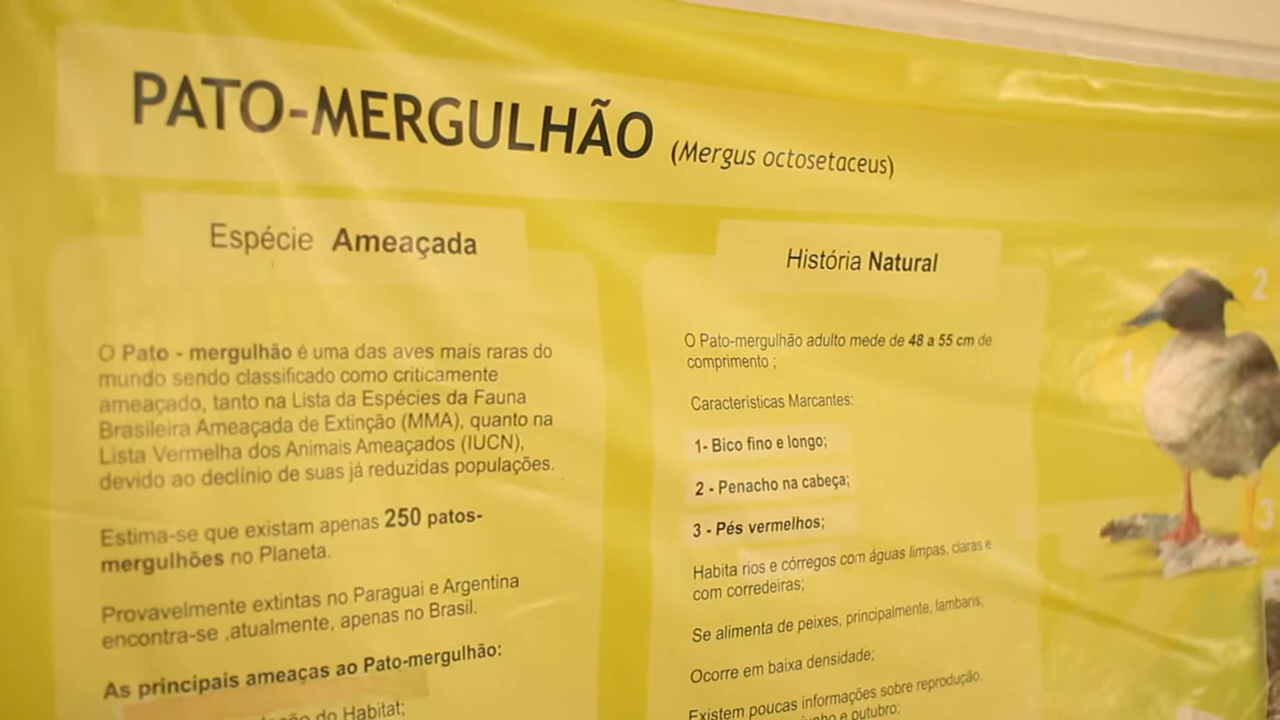 PATO-MERGULHÃO (Mergus octosetaceus)
Espécie Ameaçada
O Pato - mergulhão é uma das aves mais raras do
mundo sendo classificado como criticamente
ameaçado, tanto na Lista da Espécies da Fauna
Brasileira Ameaçada de Extinção (MMA), quanto na
Lista Vermelha dos Animais Ameaçados (IUCN),
devido ao declínio de suas já reduzidas populações.
Estima-se que existam apenas 250 patos-
mergulhões no Planeta.
Provavelmente extintas no Paraguai e Argentina
encontra-se ,atualmente, apenas no Brasil.
As principais ameaças ao Pato-mergulhão:
do Habitat;
História Natural
O Pato-mergulhão adulto mede de 48 a 55 cm de
comprimento ;
Características Marcantes:
1- Bico fino e longo;
2 - Penacho na cabeça;
3 - Pés vermelhos;
Habita rios e córregos com águas limpas, claras e
com corredeiras;
Se alimenta de peixes, principalmente, lambaris;
Ocorre em baixa densidade;
Existem poucas informações sobre reprodução,
e outubro;
2
1
3